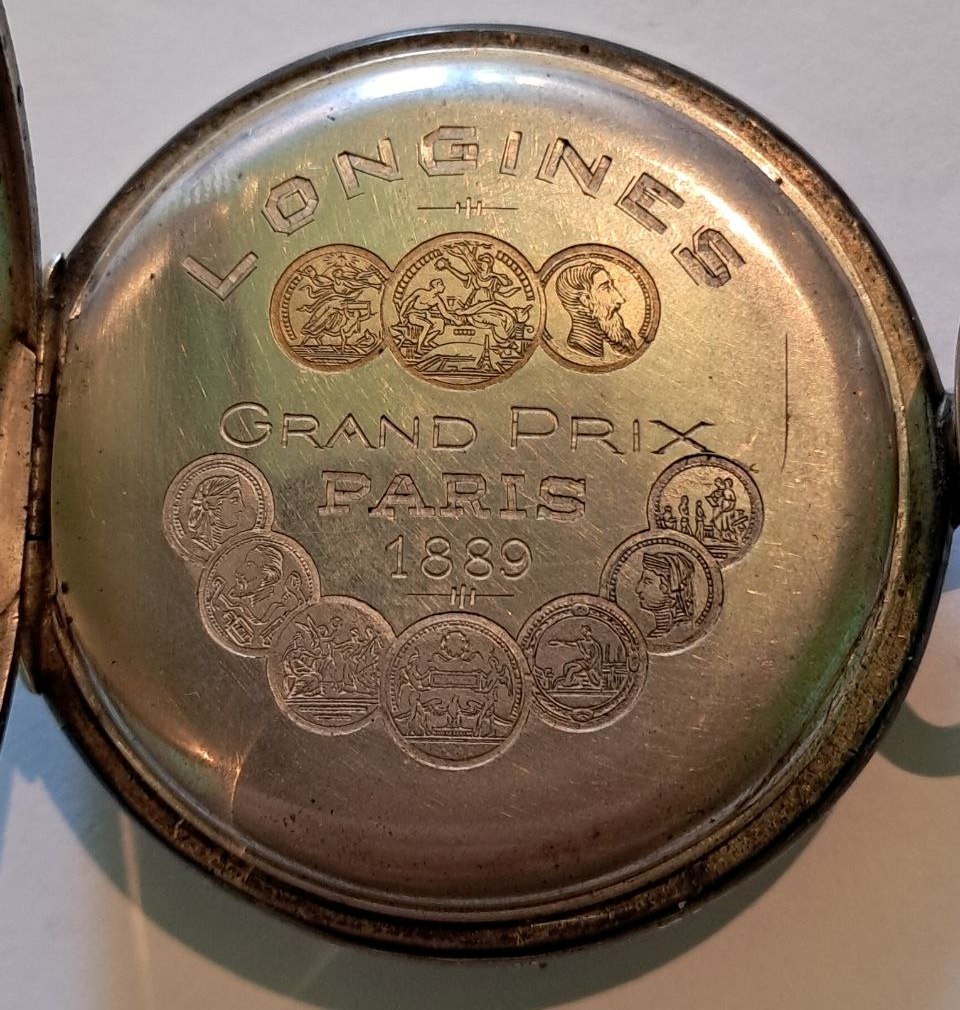 LONGINES
GRAND PRIX
PARIS
1889